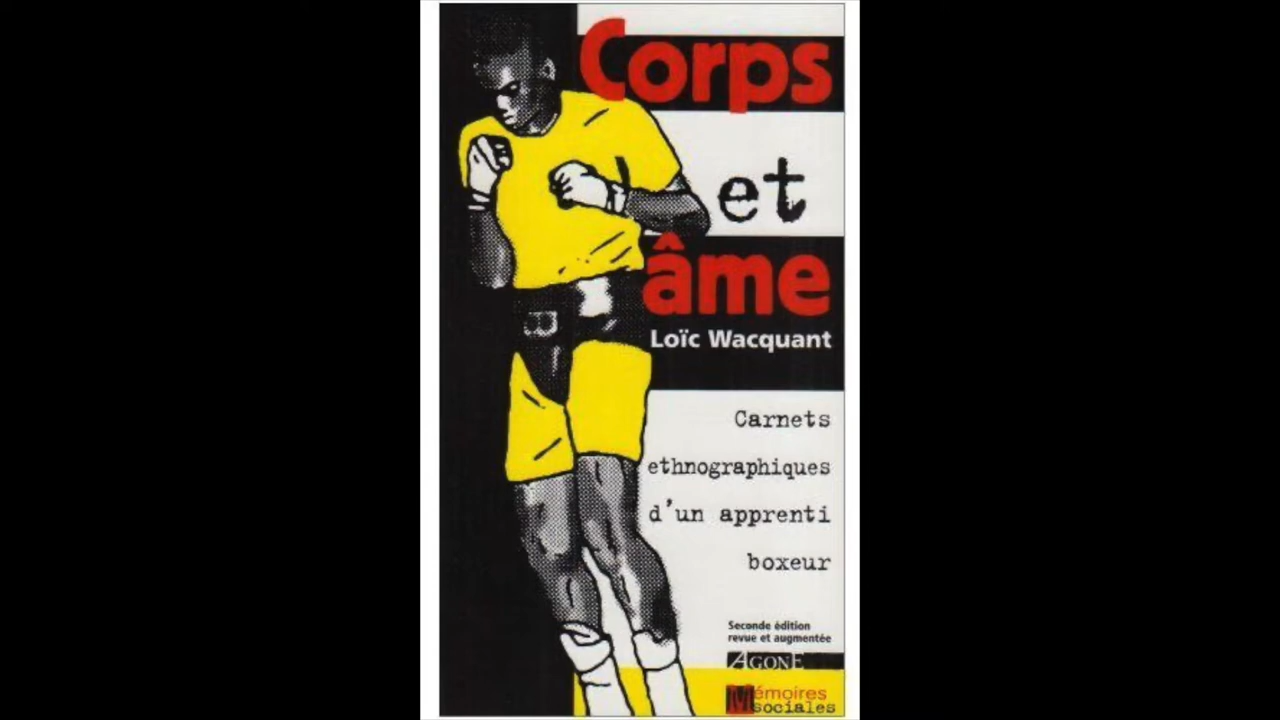 Corps
et
âme
Loïc Wacquant
Carnets
ethnographiques
d'un apprenti
boxeur
Seconde édition
revue et augmentée
AGONE
Mémoires
sociales